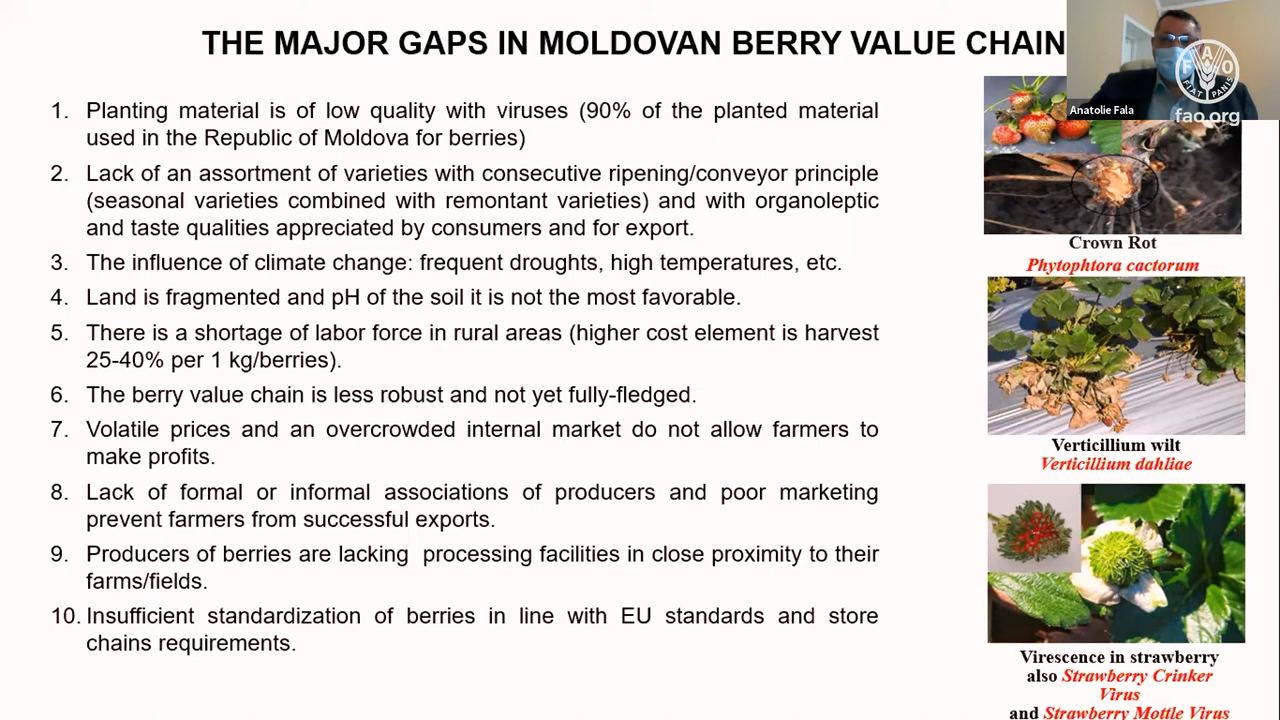 THE MAJOR GAPS IN MOLDOVAN BERRY VALUE CHAIN
1. Planting material is of low quality with viruses (90% of the planted material
used in the Republic of Moldova for berries)
2. Lack of an assortment of varieties with consecutive ripening/conveyor principle
(seasonal varieties combined with remontant varieties) and with organoleptic
and taste qualities appreciated by consumers and for export.
3. The influence of climate change: frequent droughts, high temperatures, etc.
4. Land is fragmented and pH of the soil it is not the most favorable.
5. There is a shortage of labor force in rural areas (higher cost element is harvest
25-40% per 1 kg/berries).
6. The berry value chain is less robust and not yet fully-fledged.
7. Volatile prices and an overcrowded internal market do not allow farmers to
make profits.
8. Lack of formal or informal associations of producers and poor marketing
prevent farmers from successful exports.
9. Producers of berries are lacking processing facilities in close proximity to their
farms/fields.
10. Insufficient standardization of berries in line with EU standards and store
chains requirements.
Anatolie Fala
F A O
FIAT PANIS
fao.org
Crown Rot
Phytophtora cactorum
Verticillium wilt
Verticillium dahliae
Virescence in strawberry
also Strawberry Crinker
Virus
and Strawberry Mottle Virus